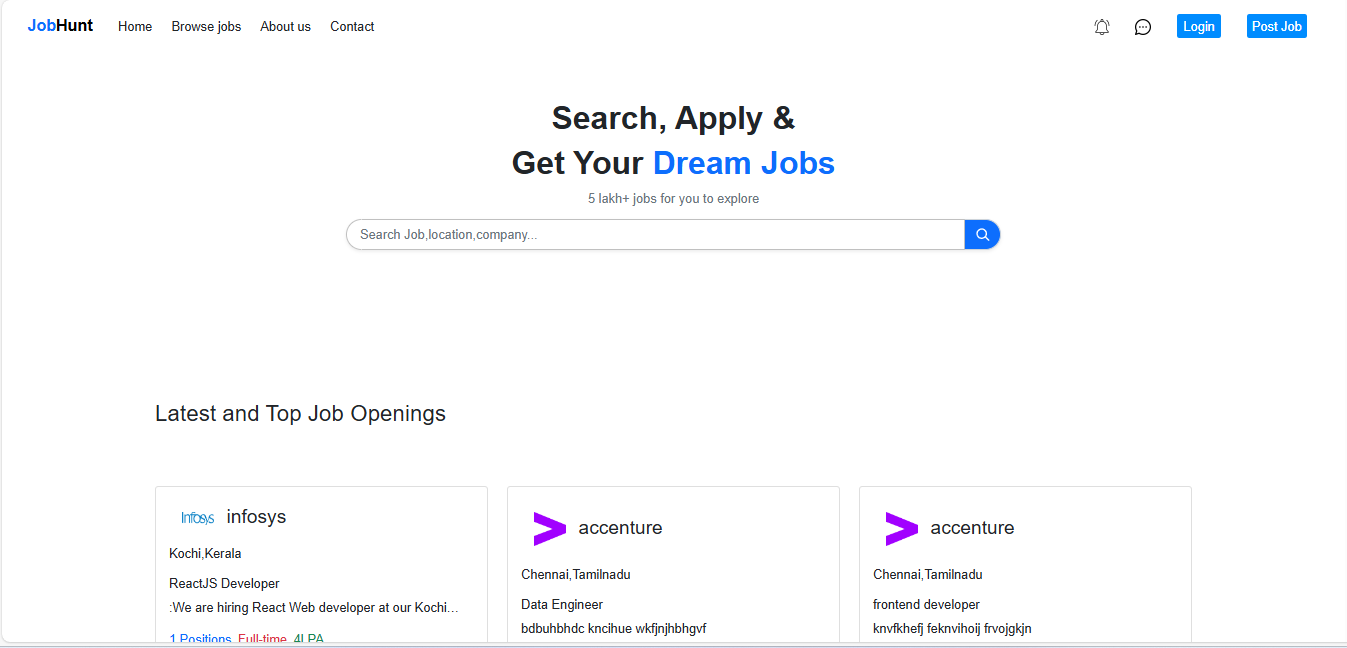 JobHunt Home Browse jobs About us Contact Login Post Job
Search, Apply &
Get Your Dream Jobs
5 lakh+ jobs for you to explore
Search Job,location,company...
Latest and Top Job Openings
Infosys infosys
Kochi,Kerala
ReactJS Developer
:We are hiring React Web developer at our Kochi…
1 Positions Full-time 4LPA
accenture
Chennai,Tamilnadu
Data Engineer
bdbuhbhdc kncihue wkfjnjhbhgvf
accenture
Chennai,Tamilnadu
frontend developer
knvfkhefj feknvihoij frvojgkjn